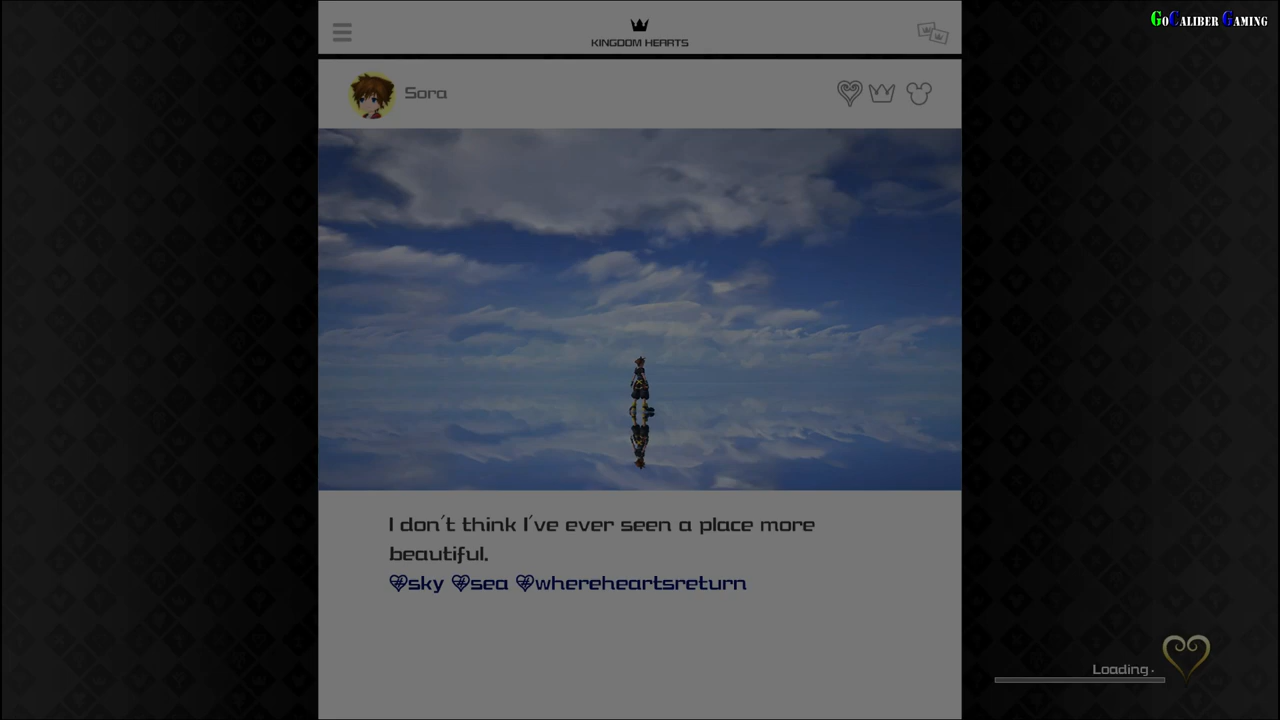 GoCaliber Gaming
KINGDOM HEARTS
Sora
I don't think I've ever seen a place more
beautiful.
#sky #sea #whereheartsreturn
Loading.